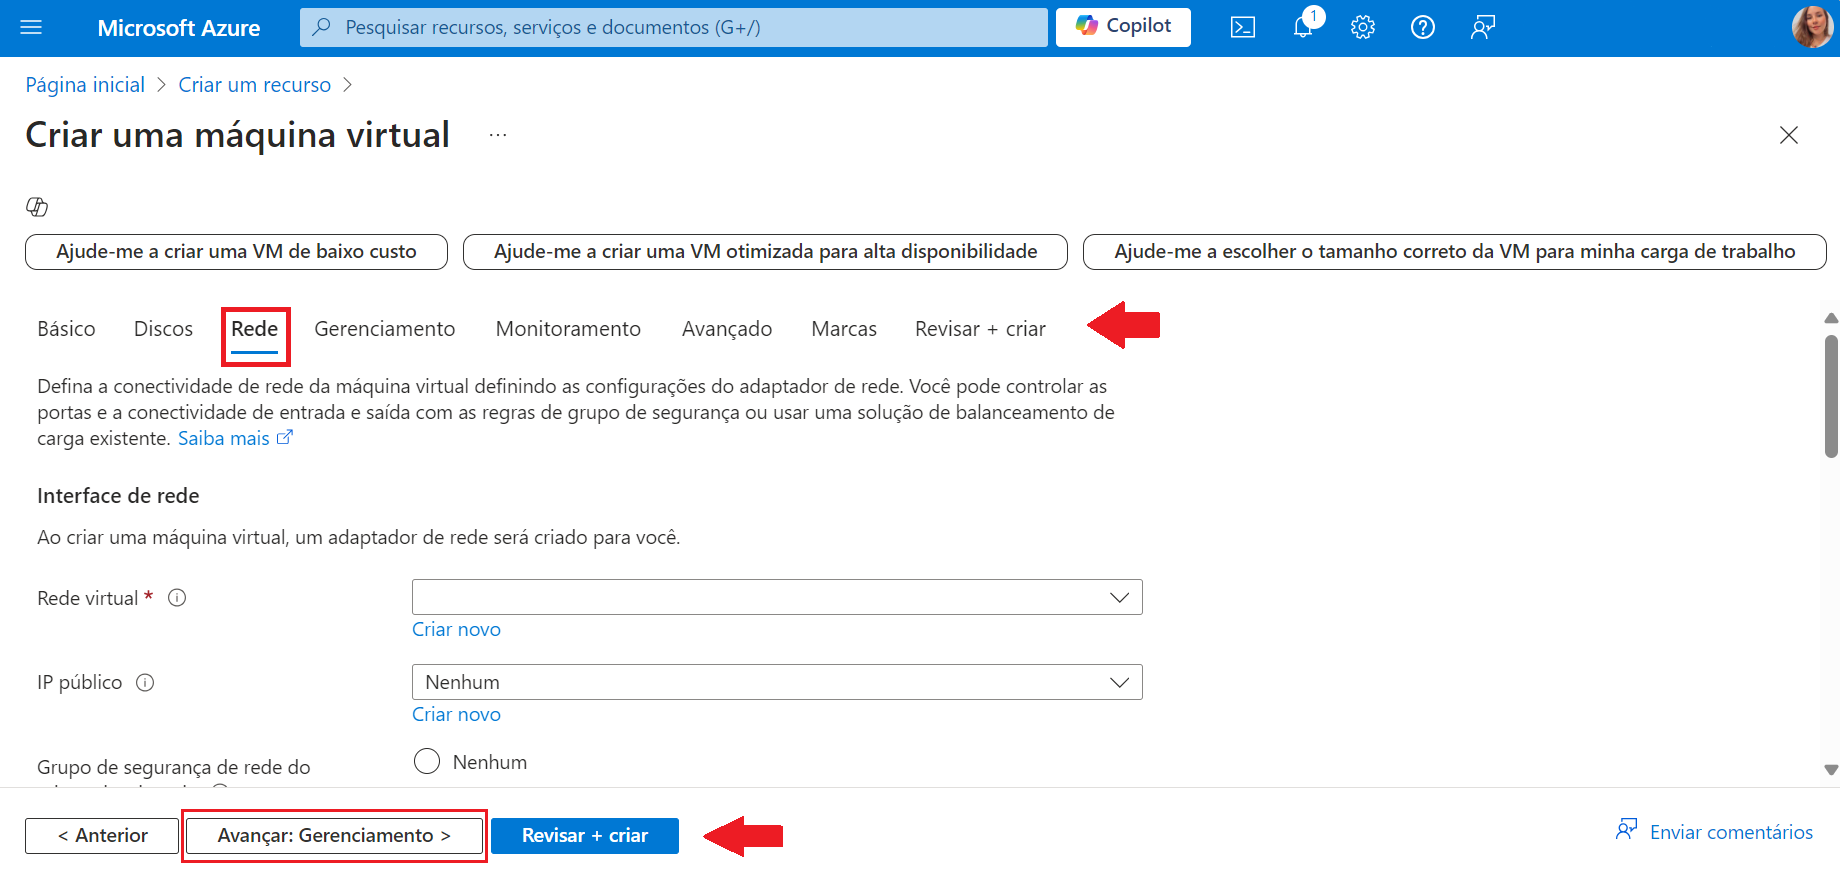 Microsoft Azure
Pesquisar recursos, serviços e documentos (G+/)
Copilot
1
Página inicial > Criar um recurso >
Criar uma máquina virtual ...
Ajude-me a criar uma VM de baixo custo
Ajude-me a criar uma VM otimizada para alta disponibilidade
Ajude-me a escolher o tamanho correto da VM para minha carga de trabalho
Básico Discos Rede Gerenciamento Monitoramento Avançado Marcas Revisar + criar
Defina a conectividade de rede da máquina virtual definindo as configurações do adaptador de rede. Você pode controlar as
portas e a conectividade de entrada e saída com as regras de grupo de segurança ou usar uma solução de balanceamento de
carga existente. Saiba mais
Interface de rede
Ao criar uma máquina virtual, um adaptador de rede será criado para você.
Rede virtual *
Criar novo
IP público
Nenhum
Criar novo
Grupo de segurança de rede do
Nenhum
< Anterior
Avançar: Gerenciamento >
Revisar + criar
Enviar comentários